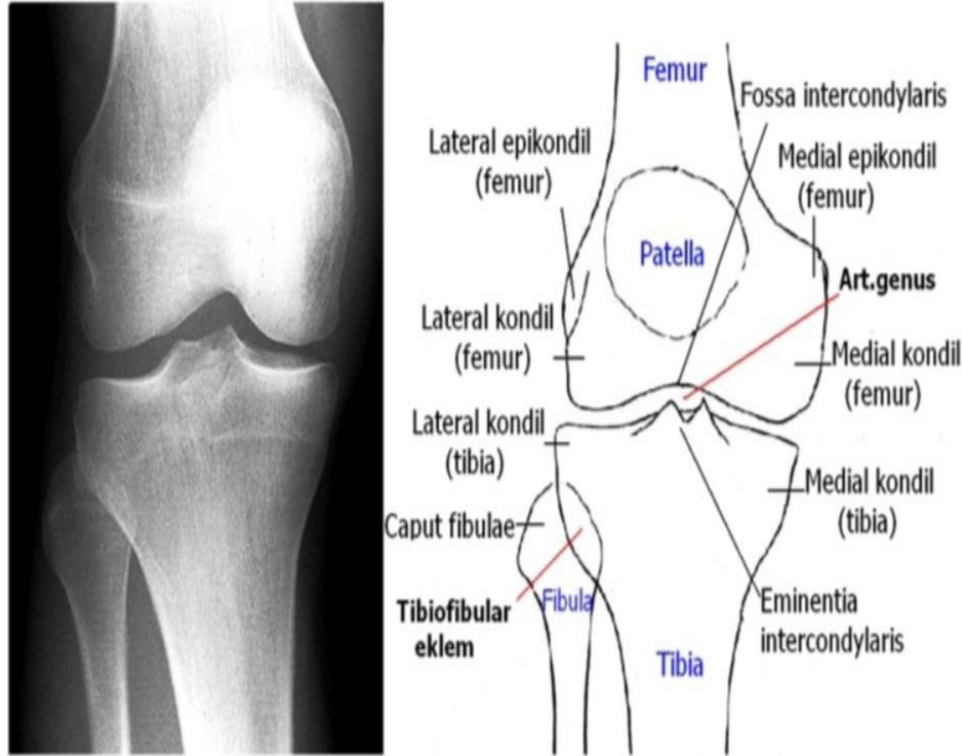 Femur
Fossa intercondylaris
Lateral epikondil
(femur)
Medial epikondil
(femur)
Patella
Art.genus
Lateral kondil
(femur)
Medial kondil
(femur)
Lateral kondil
(tibia)
Medial kondil
(tibia)
Caput fibulae
Tibiofibular
eklem
Fibula
Eminentia
intercondylaris
Tibia